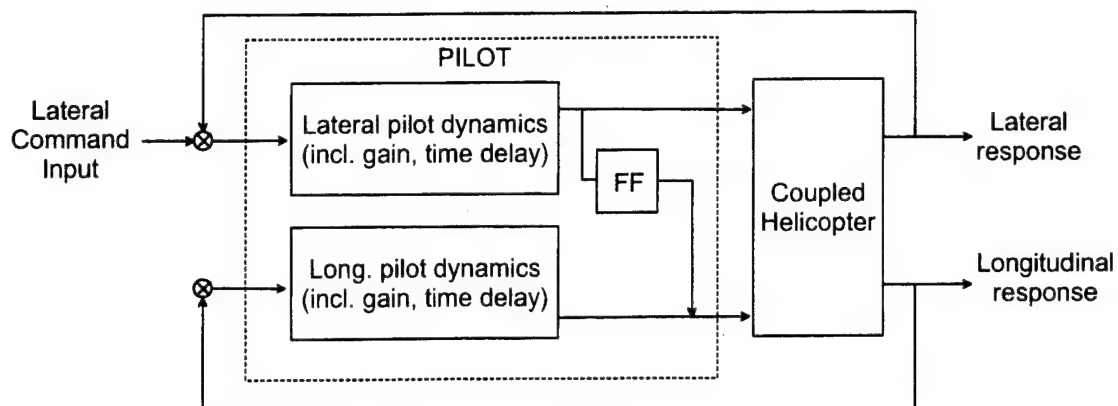 PILOT
Lateral
Command
Input
Lateral pilot dynamics
(incl. gain, time delay)
FF
Long. pilot dynamics
(incl. gain, time delay)
Coupled
Helicopter
Lateral
response
Longitudinal
response